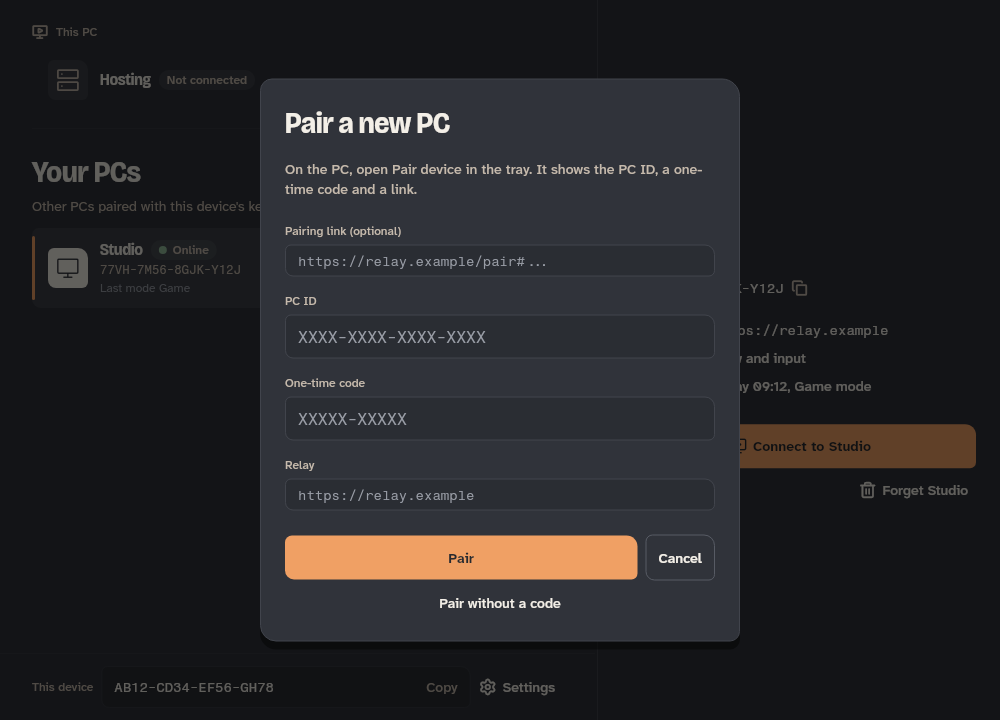 This PC
Hosting
Not connected
Your PCs
Other PCs paired with this device's
Studio
Online
77VH-7M56-8GJK-Y12J
Last mode Game
Pair a new PC
On the PC, open Pair device in the tray. It shows the PC ID, a one-
time code and a link.
Pairing link (optional)
https://relay.example/pair#...
PC ID
XXXX-XXXX-XXXX-XXXX
One-time code
XXXXX-XXXXX
Relay
https://relay.example
Pair
Cancel
Pair without a code
-Y12J
://relay.example
and input
09:12, Game mode
Connect to Studio
Forget Studio
This device
AB12-CD34-EF56-GH78
Copy
Settings